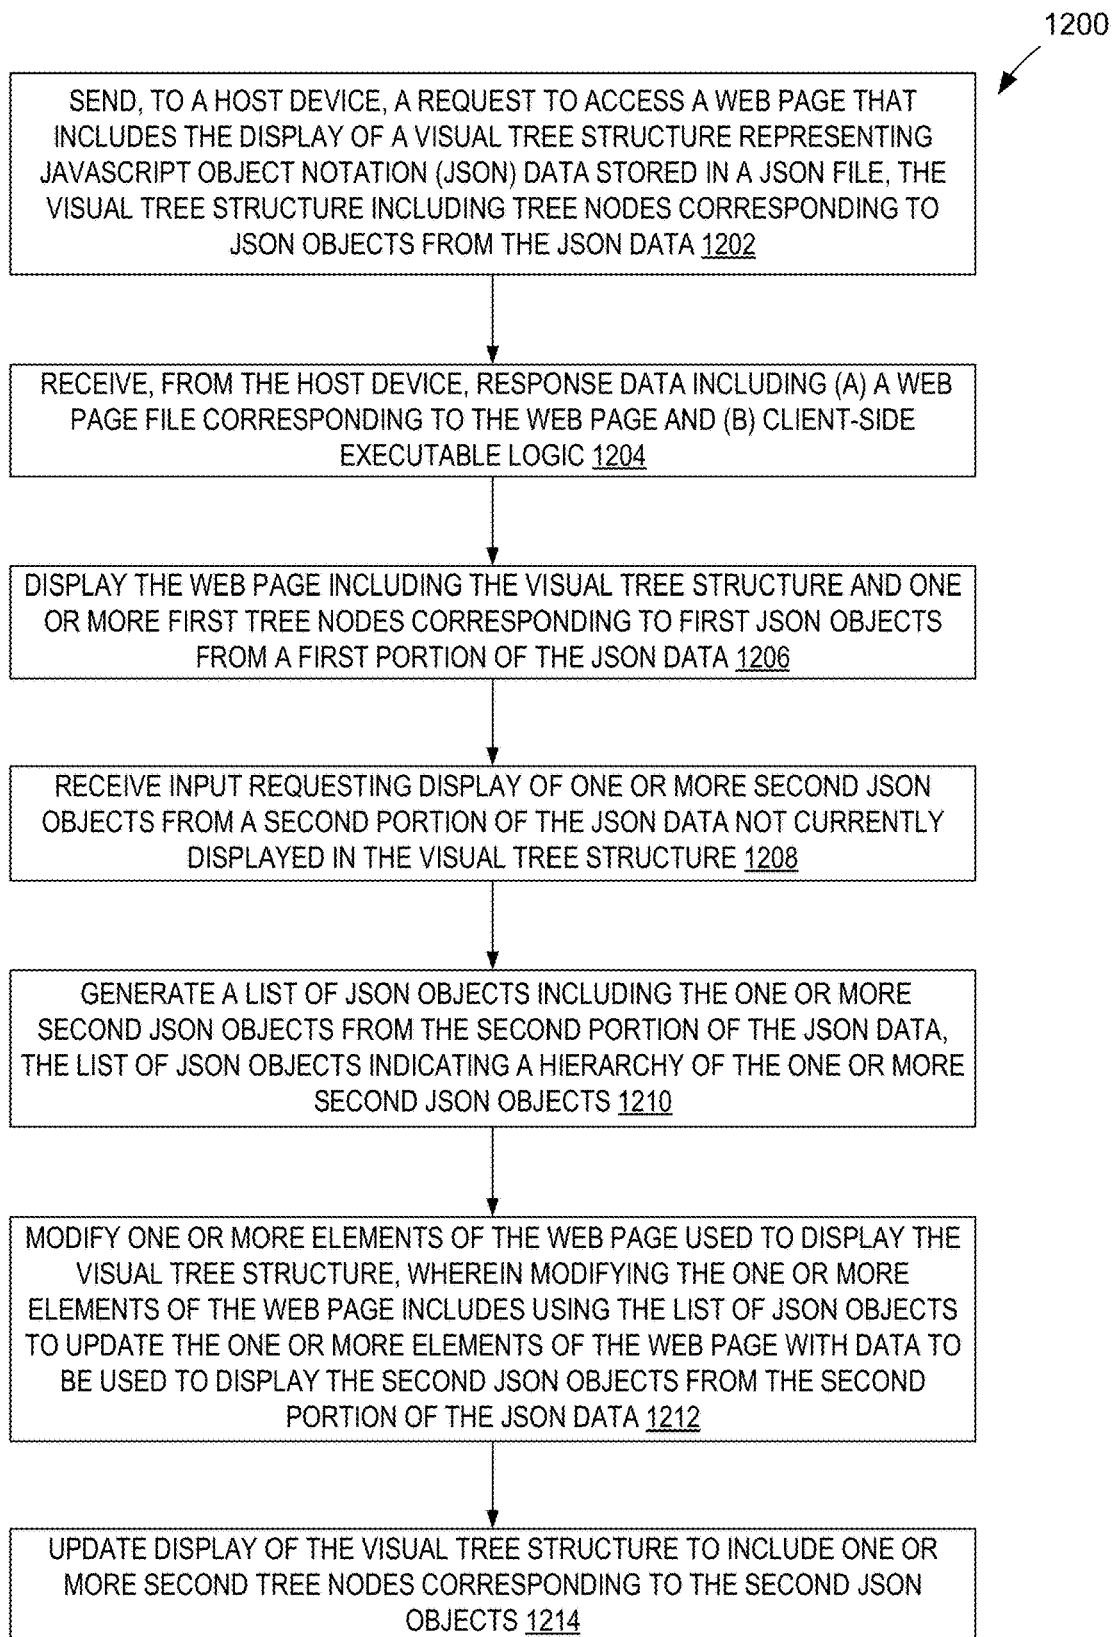 1200
SEND, TO A HOST DEVICE, A REQUEST TO ACCESS A WEB PAGE THAT
INCLUDES THE DISPLAY OF A VISUAL TREE STRUCTURE REPRESENTING
JAVASCRIPT OBJECT NOTATION (JSON) DATA STORED IN A JSON FILE, THE
VISUAL TREE STRUCTURE INCLUDING TREE NODES CORRESPONDING TO
JSON OBJECTS FROM THE JSON DATA 1202
RECEIVE, FROM THE HOST DEVICE, RESPONSE DATA INCLUDING (A) A WEB
PAGE FILE CORRESPONDING TO THE WEB PAGE AND (B) CLIENT-SIDE
EXECUTABLE LOGIC 1204
DISPLAY THE WEB PAGE INCLUDING THE VISUAL TREE STRUCTURE AND ONE
OR MORE FIRST TREE NODES CORRESPONDING TO FIRST JSON OBJECTS
FROM A FIRST PORTION OF THE JSON DATA 1206
RECEIVE INPUT REQUESTING DISPLAY OF ONE OR MORE SECOND JSON
OBJECTS FROM A SECOND PORTION OF THE JSON DATA NOT CURRENTLY
DISPLAYED IN THE VISUAL TREE STRUCTURE 1208
GENERATE A LIST OF JSON OBJECTS INCLUDING THE ONE OR MORE
SECOND JSON OBJECTS FROM THE SECOND PORTION OF THE JSON DATA,
THE LIST OF JSON OBJECTS INDICATING A HIERARCHY OF THE ONE OR MORE
SECOND JSON OBJECTS 1210
MODIFY ONE OR MORE ELEMENTS OF THE WEB PAGE USED TO DISPLAY THE
VISUAL TREE STRUCTURE, WHEREIN MODIFYING THE ONE OR MORE
ELEMENTS OF THE WEB PAGE INCLUDES USING THE LIST OF JSON OBJECTS
TO UPDATE THE ONE OR MORE ELEMENTS OF THE WEB PAGE WITH DATA TO
BE USED TO DISPLAY THE SECOND JSON OBJECTS FROM THE SECOND
PORTION OF THE JSON DATA 1212
UPDATE DISPLAY OF THE VISUAL TREE STRUCTURE TO INCLUDE ONE OR
MORE SECOND TREE NODES CORRESPONDING TO THE SECOND JSON
OBJECTS 1214